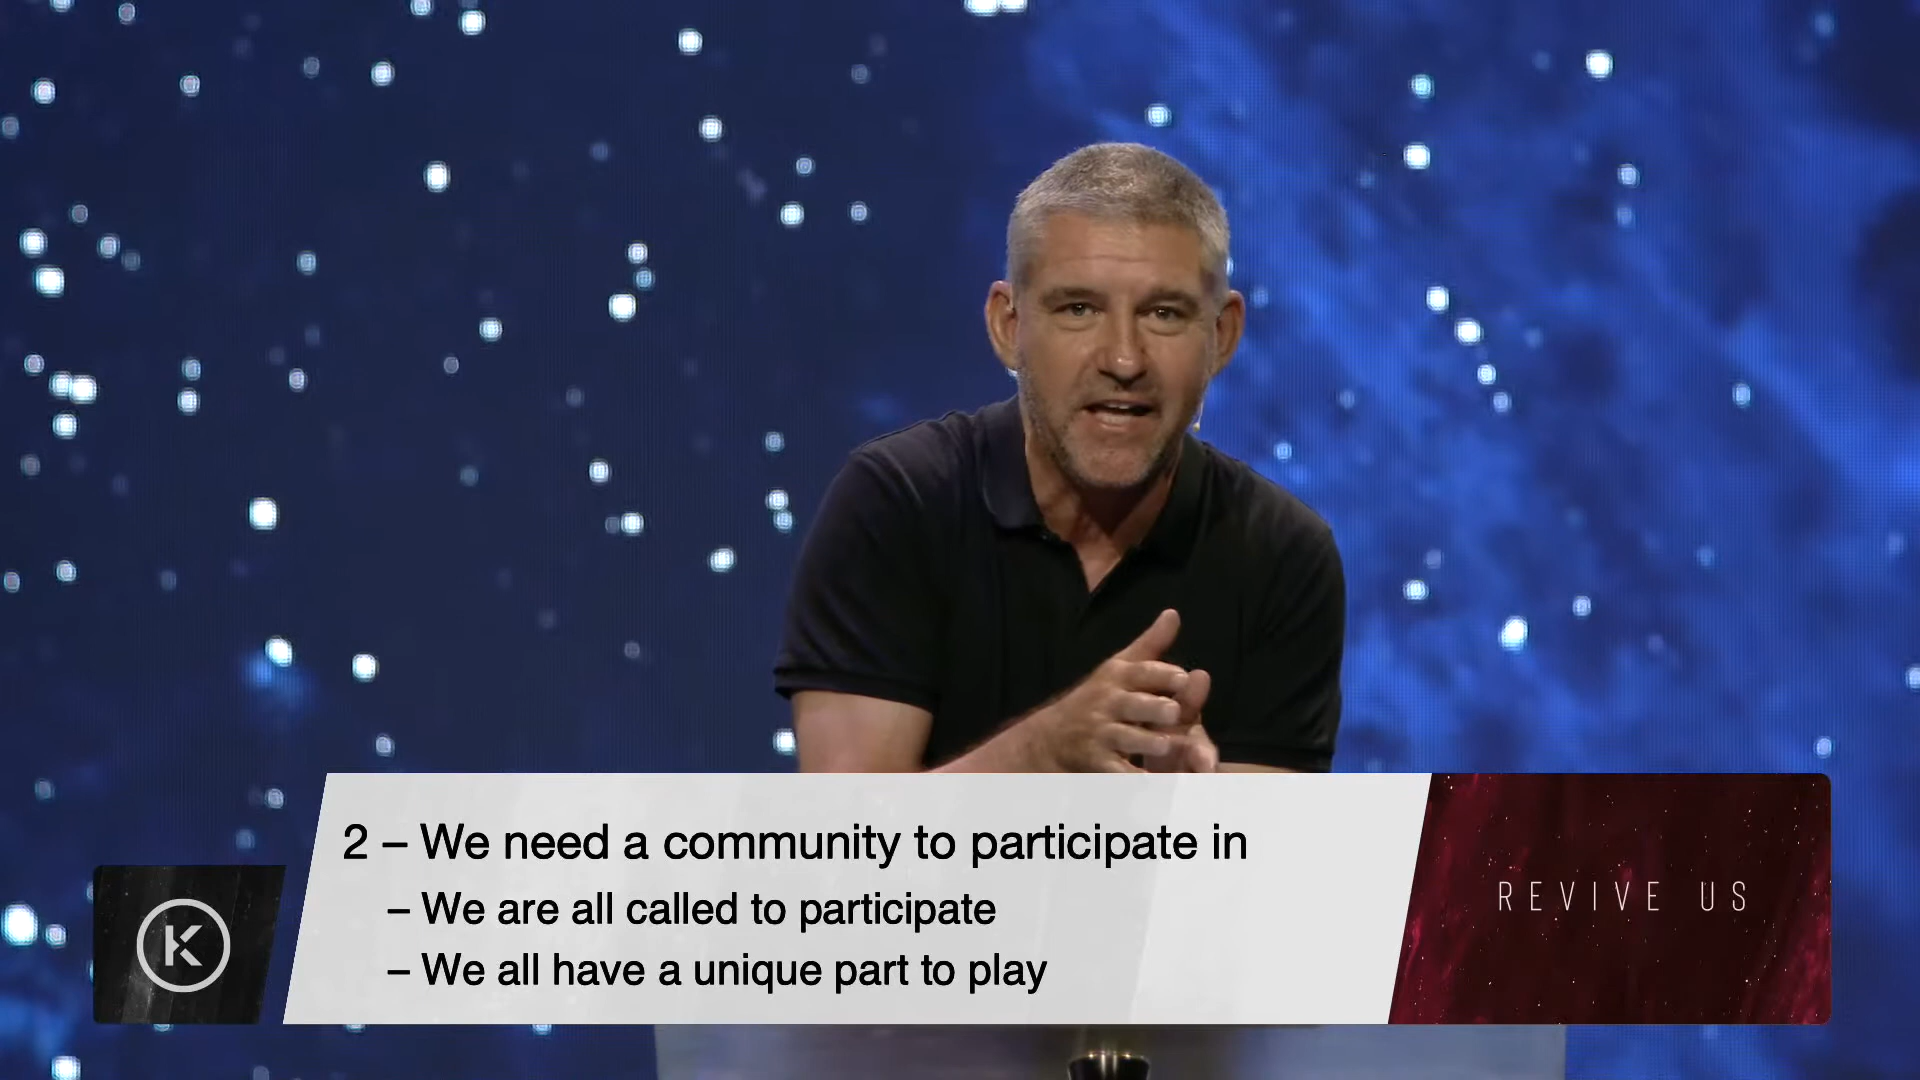 2 – We need a community to participate in
– We are all called to participate
– We all have a unique part to play
K
REVIVE US